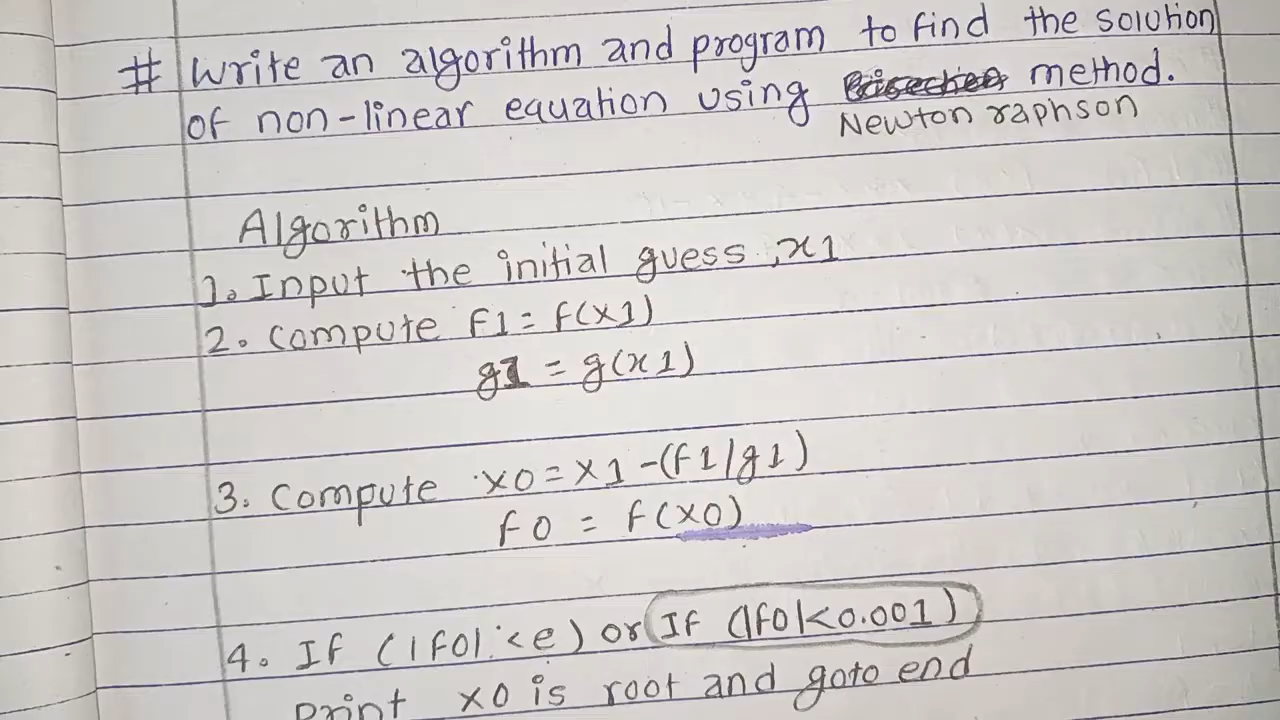 # Write an algorithm and program to find the solution
of non-linear equation using method.
Newton raphson
Algorithm
1. Input the initial guess, x1
2. Compute F1 = f(x1)
g1 = g(x1)
3. Compute x0 = x1 - (f1/g1)
f0 = f(x0)
4. If (|f0| < e) or If (|f0|<0.001)
print x0 is root and goto end